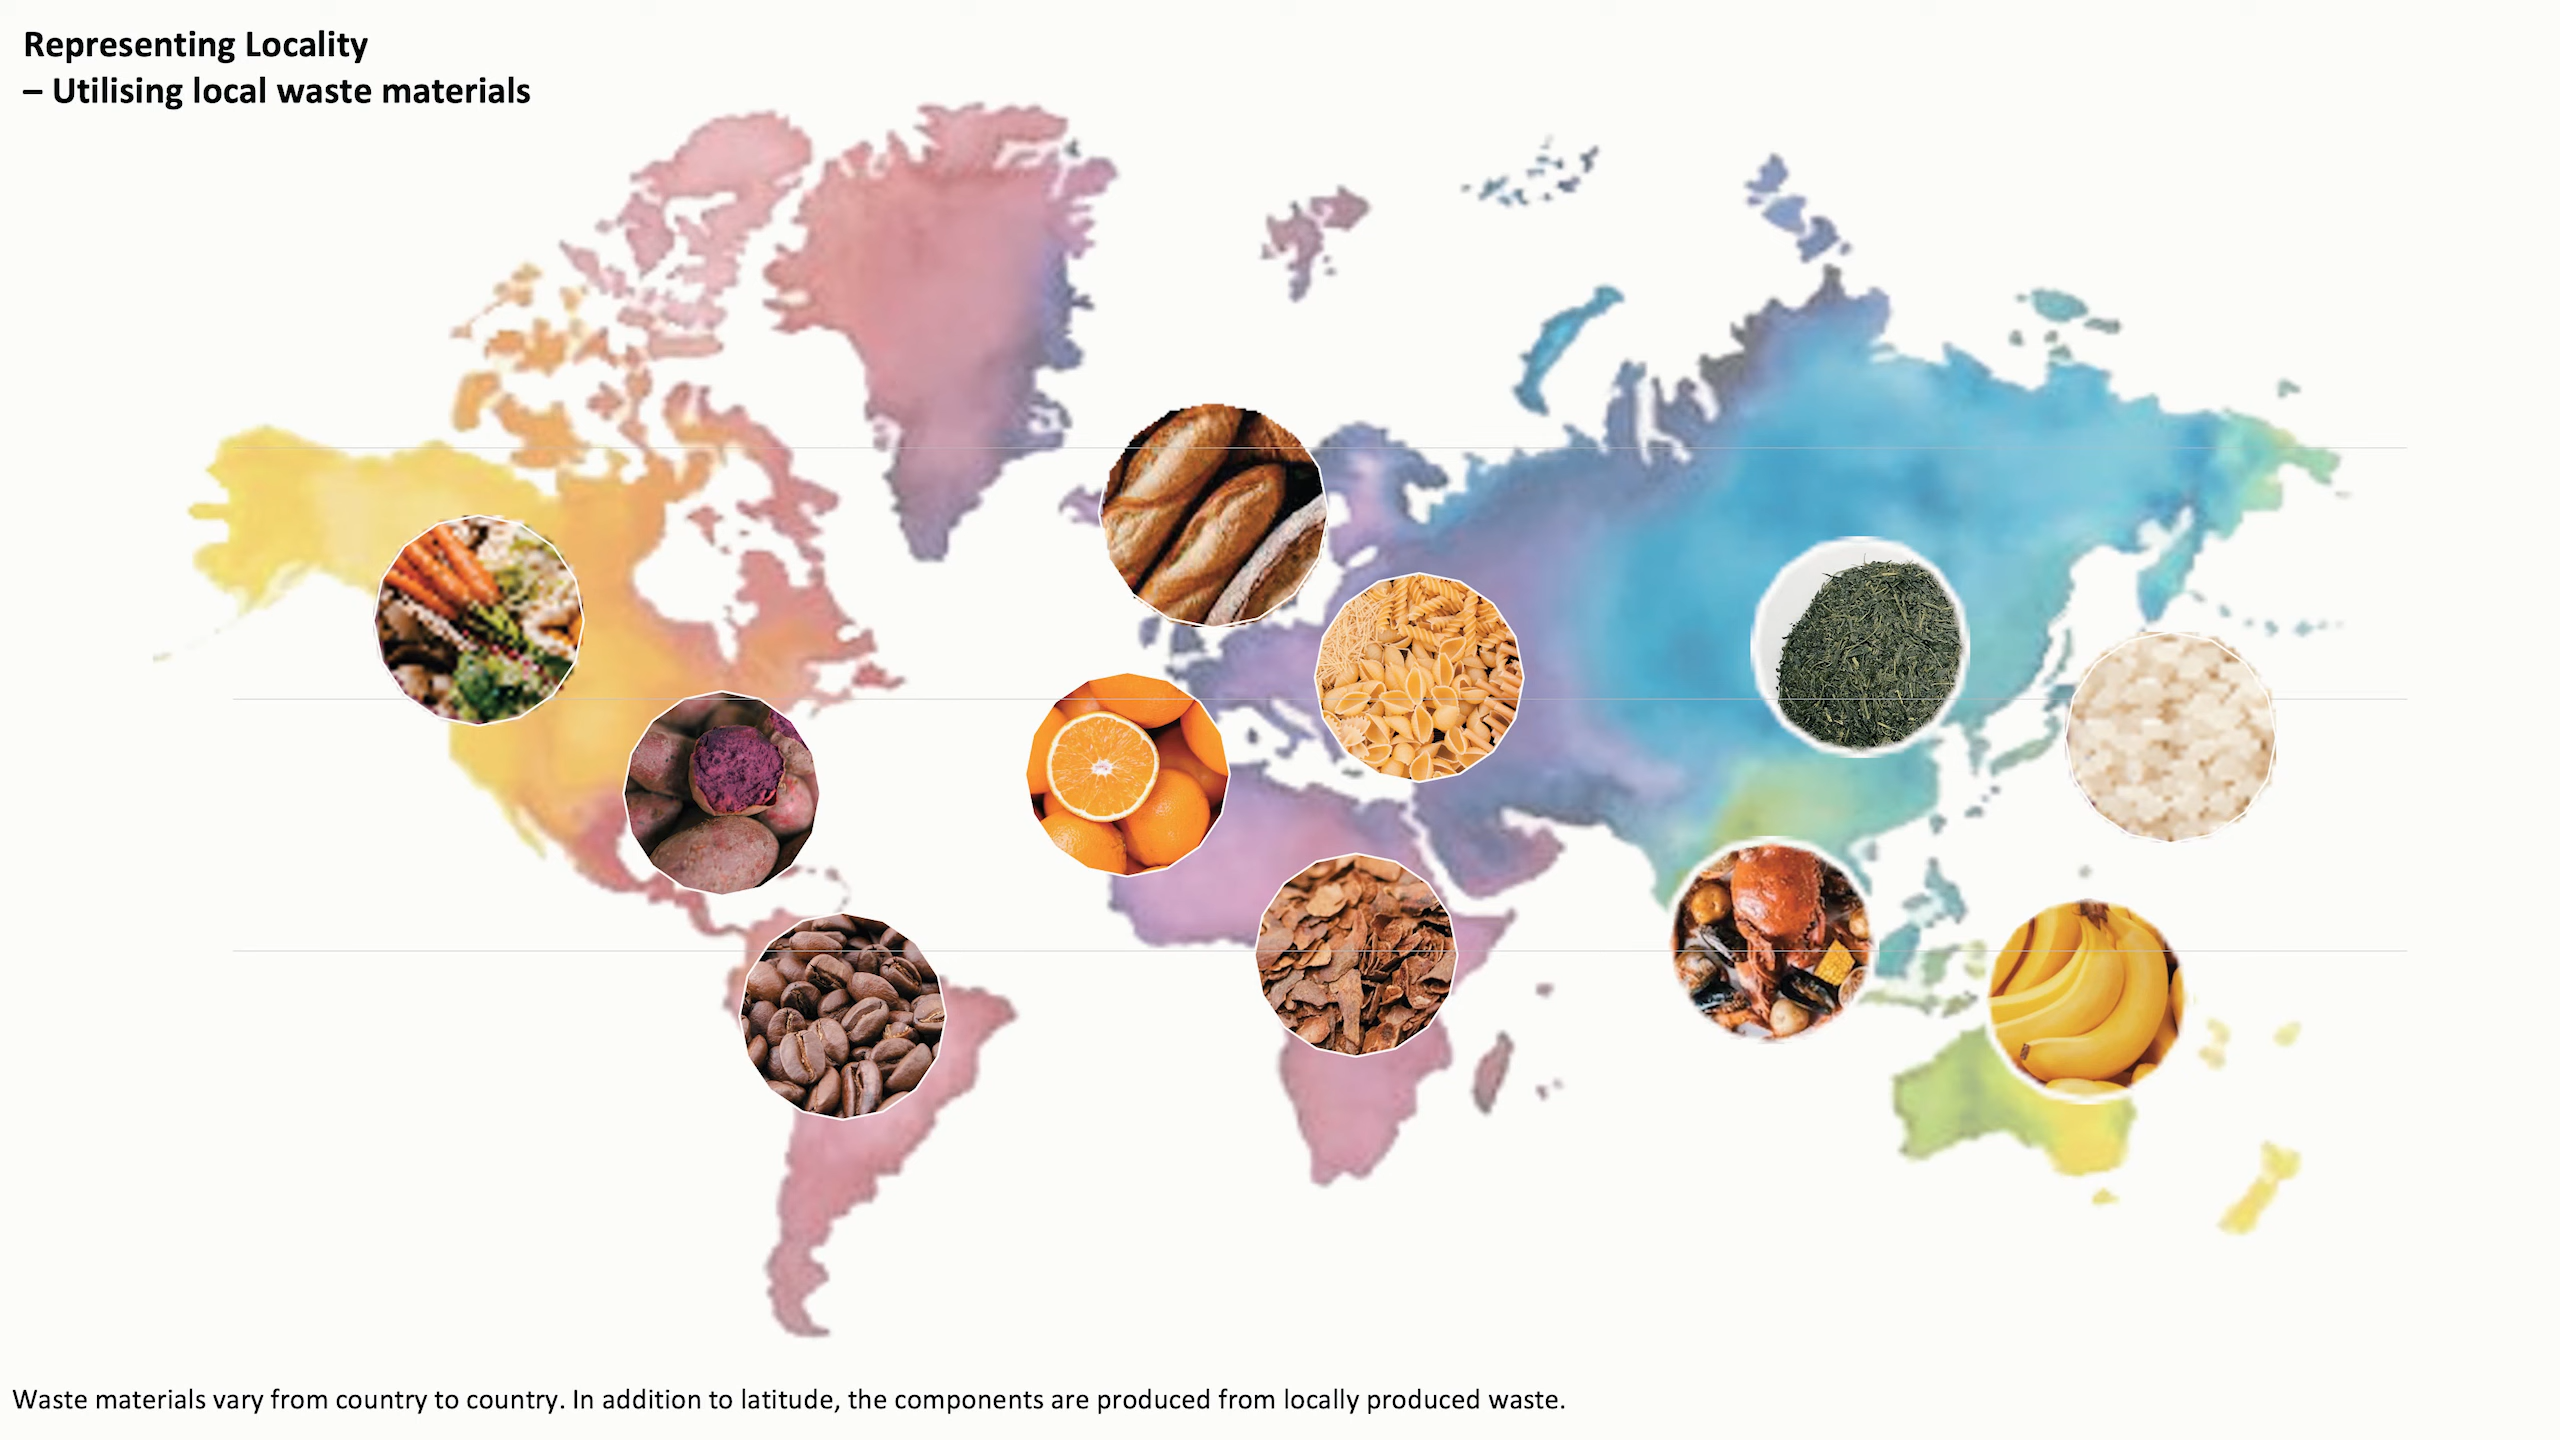 Representing Locality
– Utilising local waste materials
Waste materials vary from country to country. In addition to latitude, the components are produced from locally produced waste.